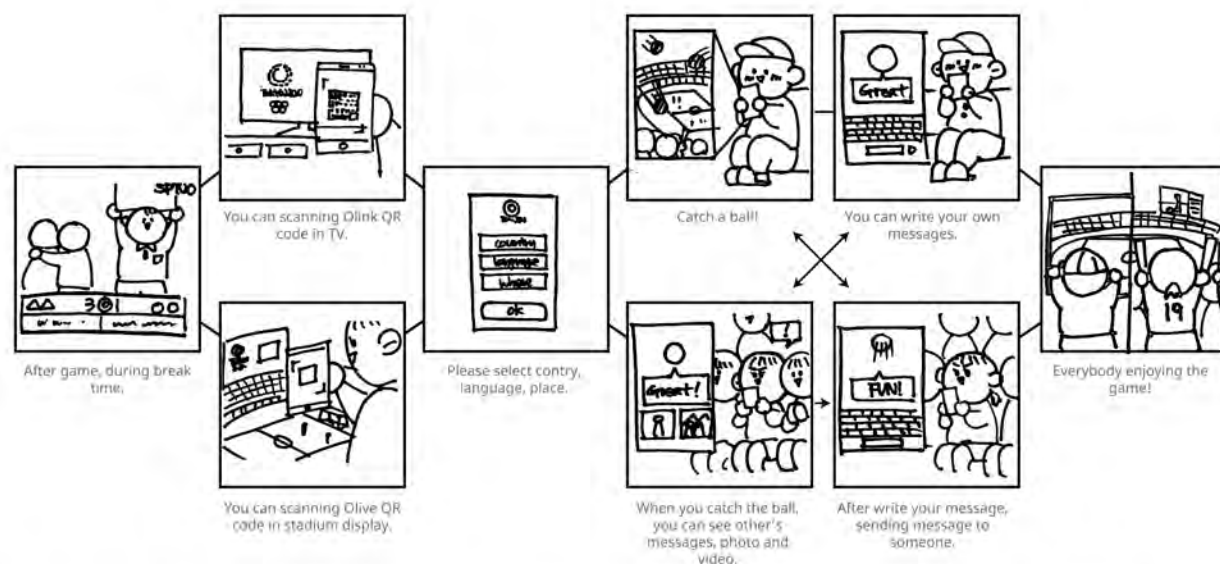 You can scanning Olink QR
code in TV.
Great
Catch a ball!
You can write your own
messages.
3 1
After game, during break
time.
country
language
where
ok
Please select contry,
language, place.
19
Everybody enjoying the
game!
You can scanning Olive QR
code in stadium display.
Great!
When you catch the ball,
you can see other's
messages, photo and
video.
FUN!
After write your message,
sending message to
someone.